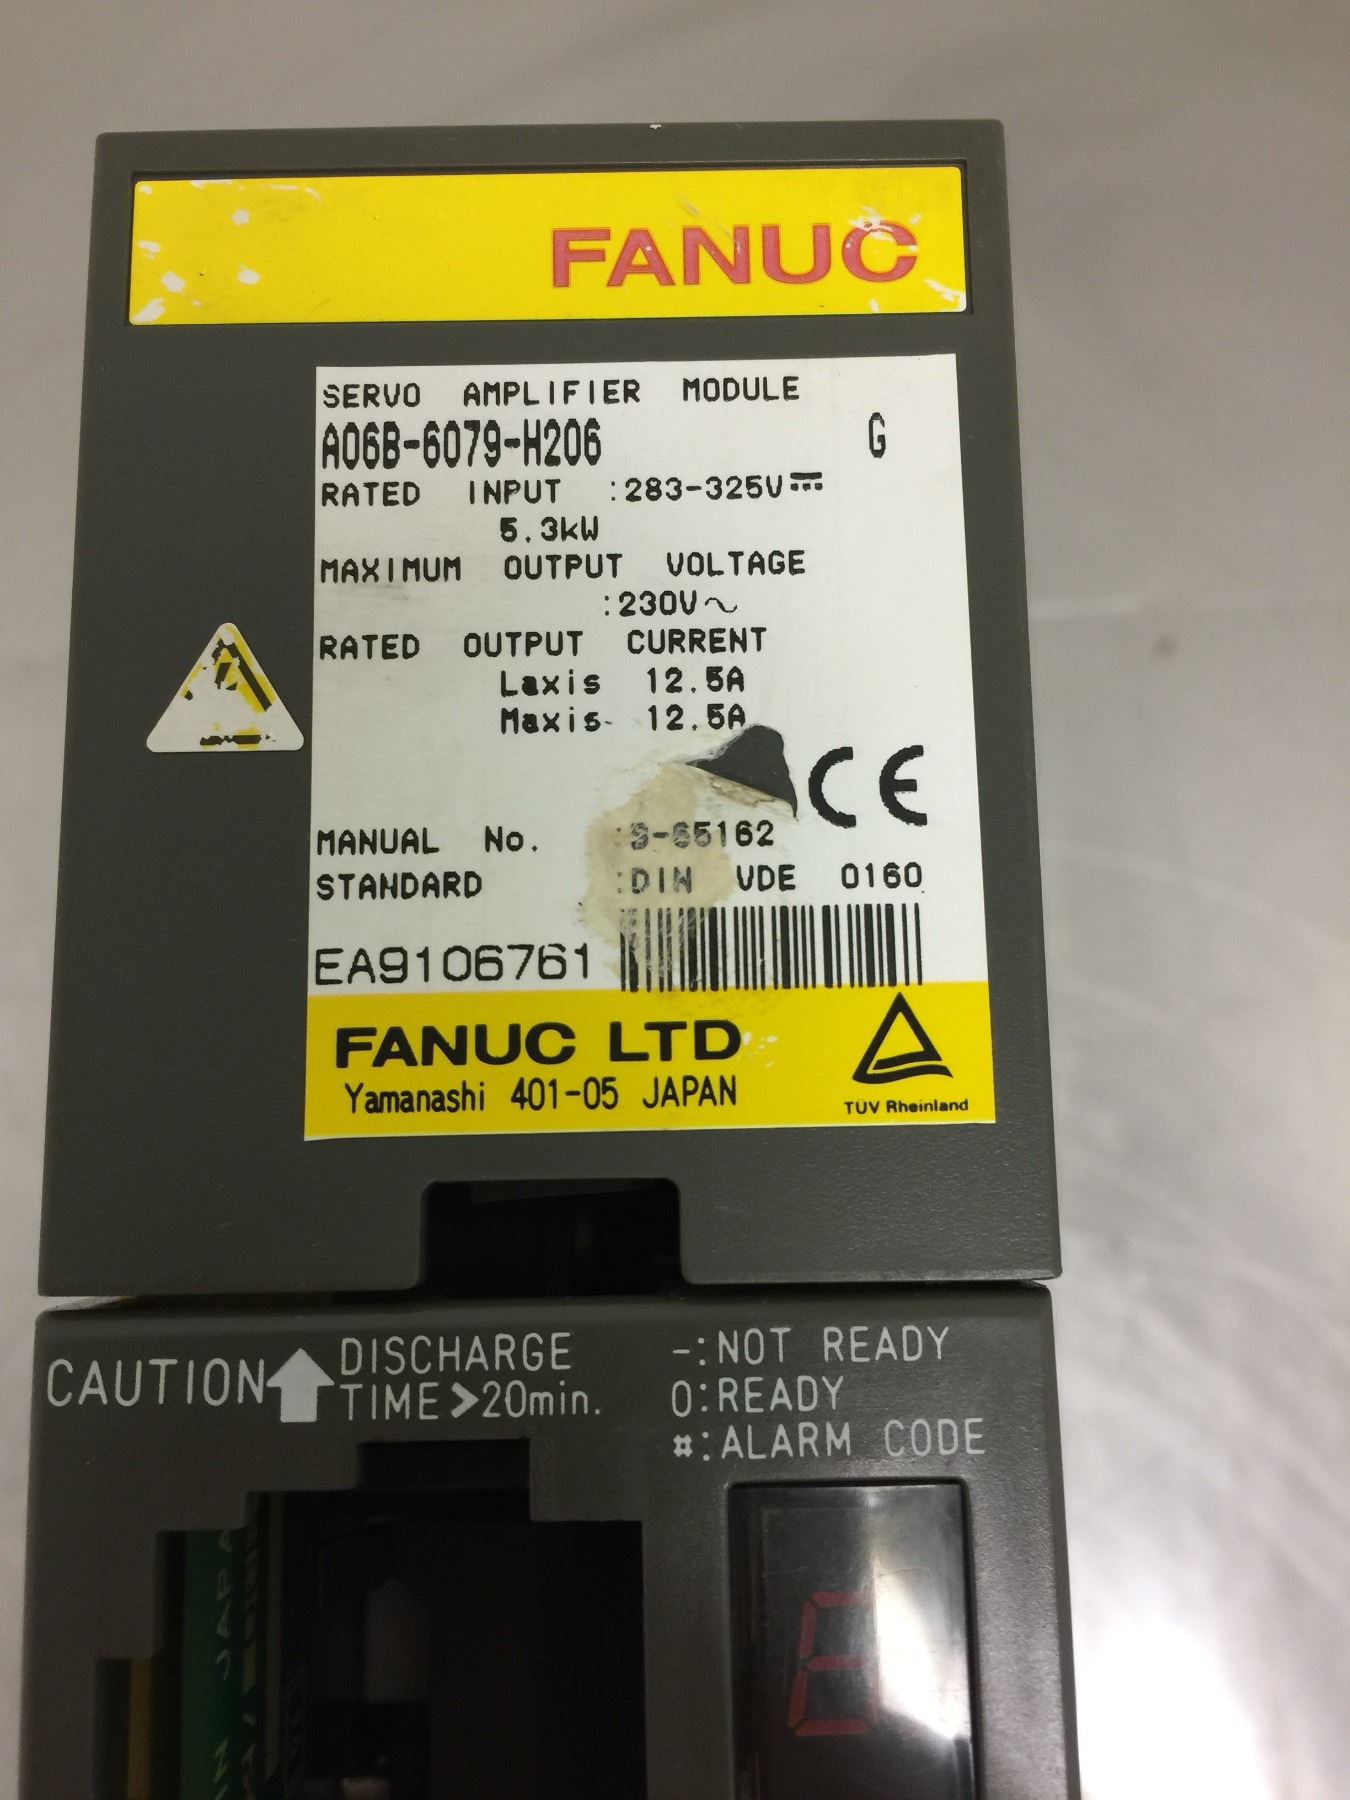 FANUC
SERVO AMPLIFIER MODULE
A06B-6079-H206 G
RATED INPUT :283-325V⎓
5.3kW
MAXIMUM OUTPUT VOLTAGE
:230V~
RATED OUTPUT CURRENT
Laxis 12.5A
Maxis 12.5A
CE
MANUAL No. :B-65162
STANDARD :DIN VDE 0160
EA9106761
FANUC LTD
Yamanashi 401-05 JAPAN
TÜV Rheinland
CAUTION DISCHARGE
TIME>20min.
-:NOT READY
0:READY
#:ALARM CODE